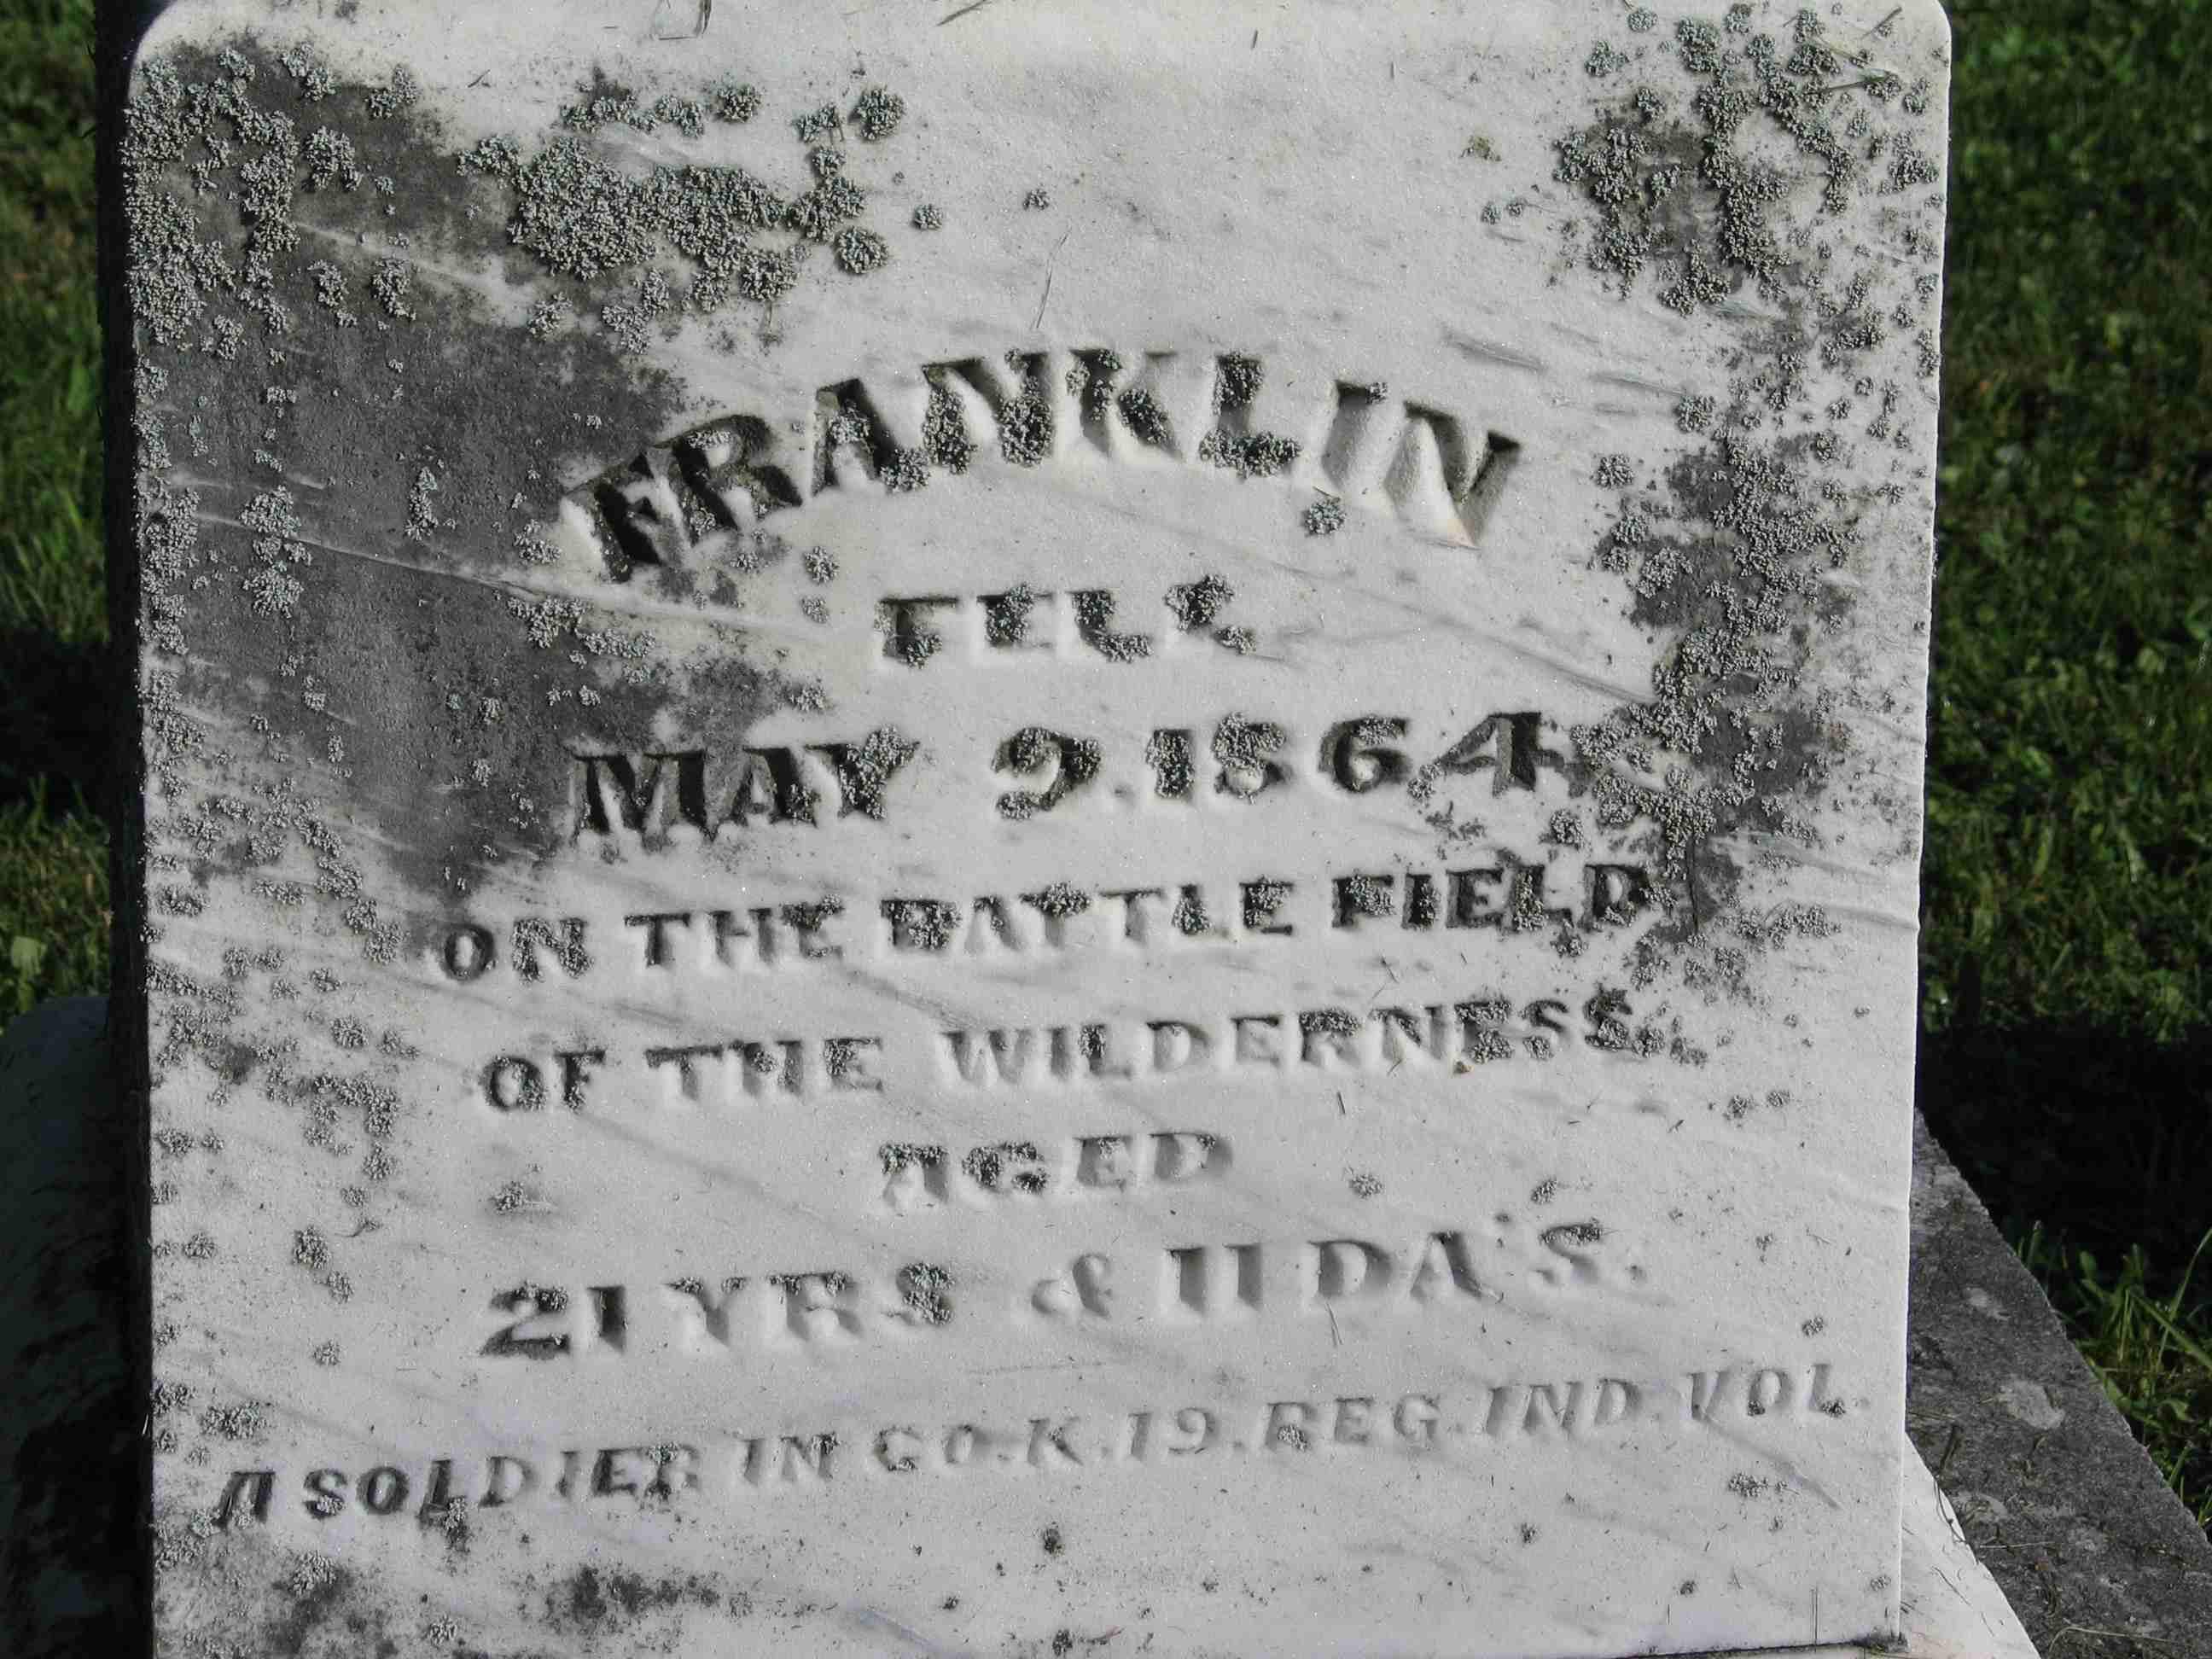 FRANKLIN
FELL
MAY 9.1864,
ON THE BATTLE FIELD
OF THE WILDERNESS,
AGED
21 YRS & 11 DA'S.
A SOLDIER IN CO.K.19.REG.IND.VOL.